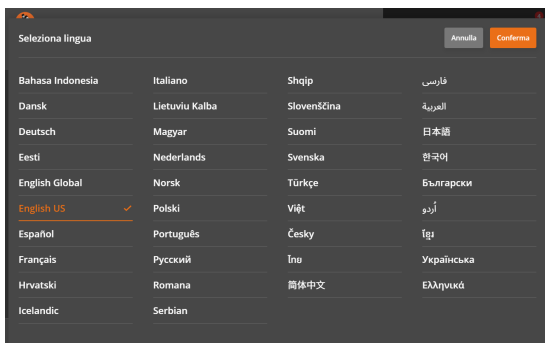 Seleziona lingua
Annulla
Conferma
Bahasa Indonesia
Dansk
Deutsch
Eesti
English Global
English US
Español
Français
Hrvatski
Icelandic
Italiano
Lietuviu Kalba
Magyar
Nederlands
Norsk
Polski
Português
Русский
Romana
Serbian
Shqip
Slovenščina
Suomi
Svenska
Türkçe
Việt
Česky
ไทย
简体中文
فارسی
العربية
日本語
한국어
Български
اُردو
ខ្មែរ
Українська
Ελληνικά